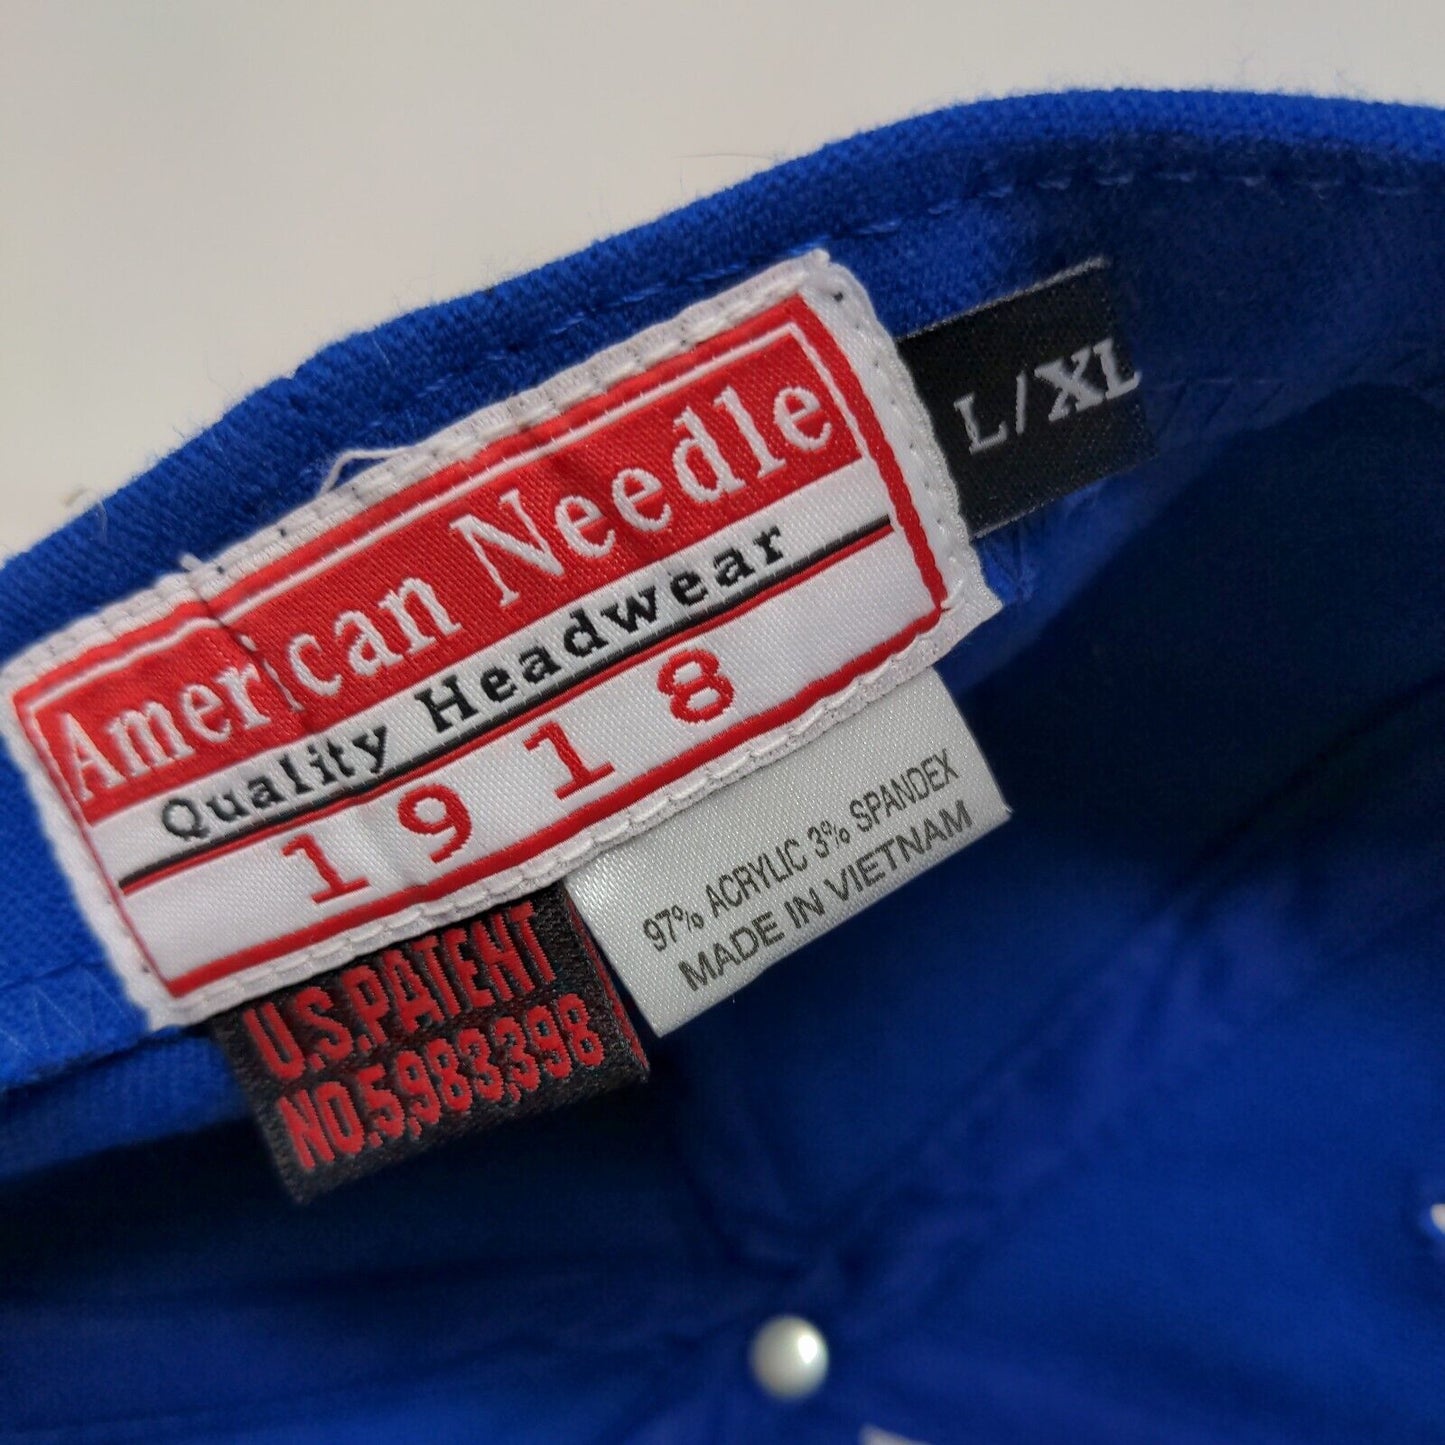 American Needle
Quality Headwear
1918
L/XL
97% ACRYLIC 3% SPANDEX
MADE IN VIETNAM
U.S.PATENT
NO.5,983,398